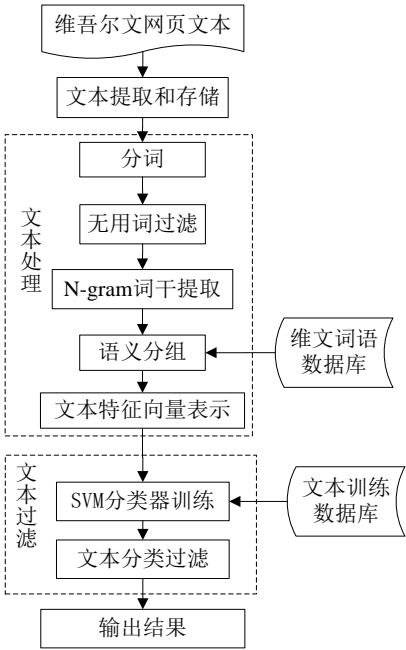 维吾尔文网页文本
文本提取和存储
文本处理
分词
无用词过滤
N-gram词干提取
语义分组
维文词语
数据库
文本特征向量表示
文本过滤
SVM分类器训练
文本训练
数据库
文本分类过滤
输出结果